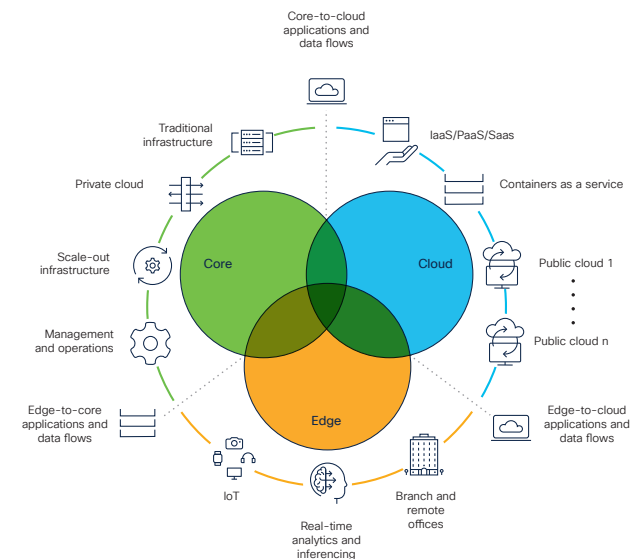 Core-to-cloud
applications and
data flows
Traditional
infrastructure
IaaS/PaaS/Saas
Private cloud
Containers as a service
Core
Cloud
Scale-out
infrastructure
Public cloud 1
Management
and operations
Public cloud n
Edge-to-core
applications and
data flows
Edge
Edge-to-cloud
applications and
data flows
IoT
Branch and
remote
offices
Real-time
analytics and
inferencing